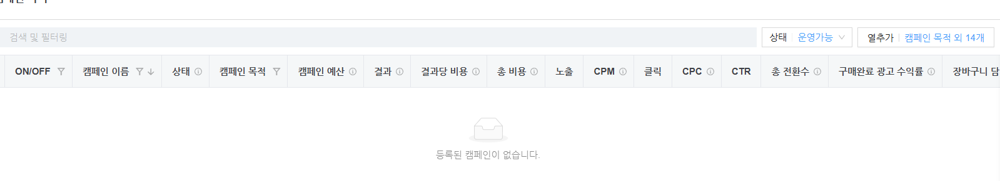 검색 및 필터링
상태 운영가능 열추가 캠페인 목적 외 14개
ON/OFF 캠페인 이름 상태 캠페인 목적 캠페인 예산 결과 결과당 비용 총 비용 노출 CPM 클릭 CPC CTR 총 전환수 구매완료 광고 수익률 장바구니 담
등록된 캠페인이 없습니다.